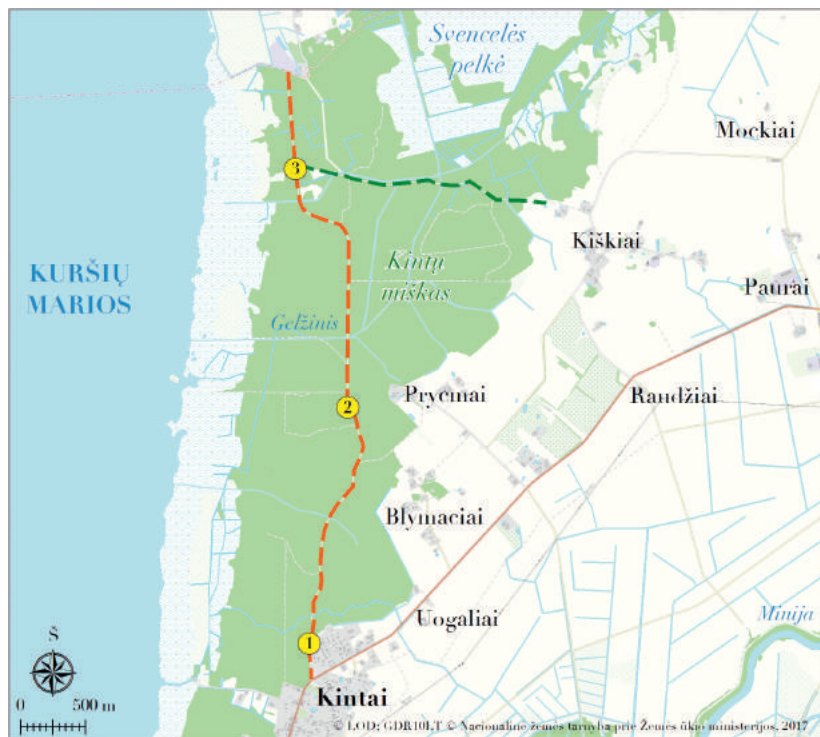 Svencelės
pelkė
Mockiai
3
Kiškiai
KURŠIŲ
MARIOS
Kintų
miškas
Paurai
Gelžinis
Pryčmai
Randžiai
2
Blymaciai
Uogaliai
Minija
1
Š
Kintai
0 500 m
© LOD; GDR10LT © Nacionalinė žemės tarnyba prie Žemės ūkio ministerijos, 2017